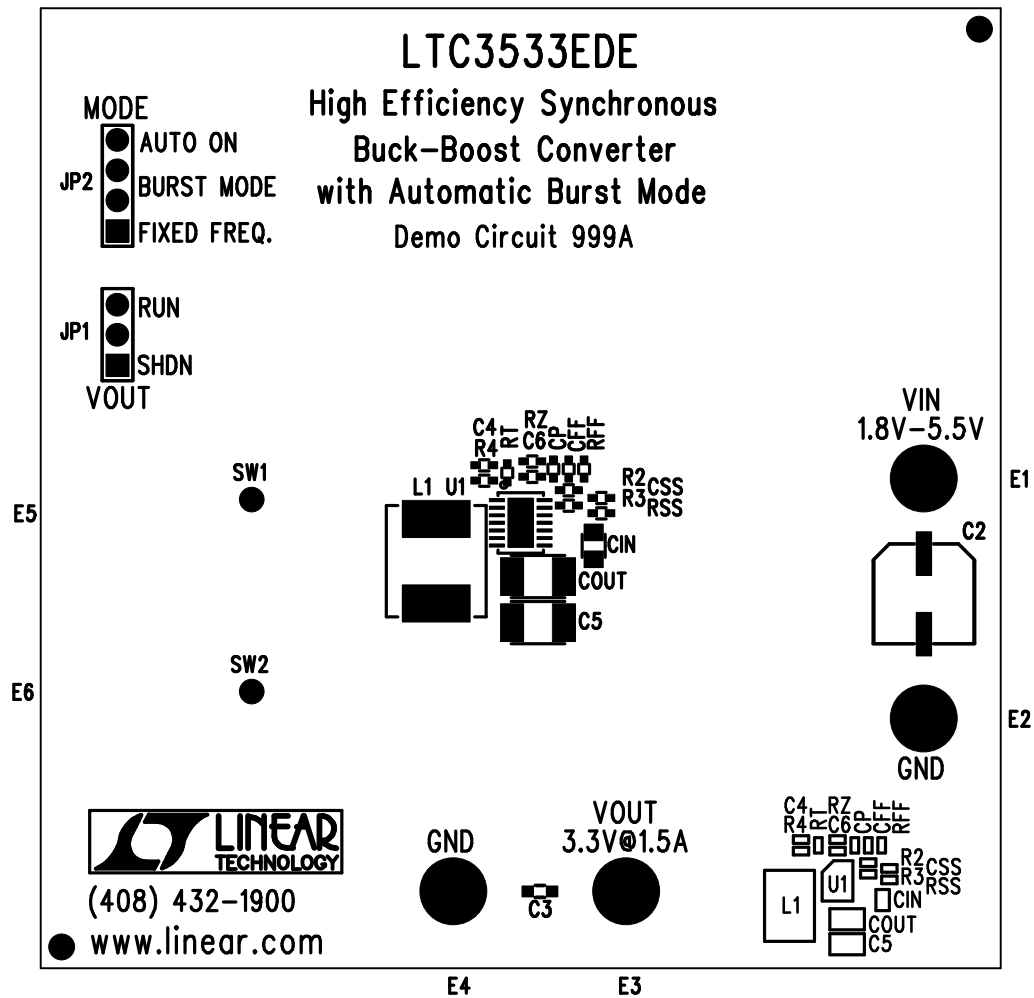 LTC3533EDE
High Efficiency Synchronous
Buck-Boost Converter
with Automatic Burst Mode
Demo Circuit 999A
MODE
JP2
AUTO ON
BURST MODE
FIXED FREQ.
JP1
RUN
SHDN
VOUT
VIN
1.8V-5.5V
E1
C4
R4
RT
RZ
C6
CP
CFF
RFF
R2 CSS
R3 RSS
SW1
E5
L1 U1
CIN
COUT
C5
C2
SW2
E6
E2
GND
LINEAR
TECHNOLOGY
(408) 432-1900
www.linear.com
GND
VOUT
3.3V@1.5A
C3
C4
R4
RT
RZ
C6
CP
CFF
RFF
R2 CSS
R3 RSS
U1
L1
CIN
COUT
C5
E4
E3